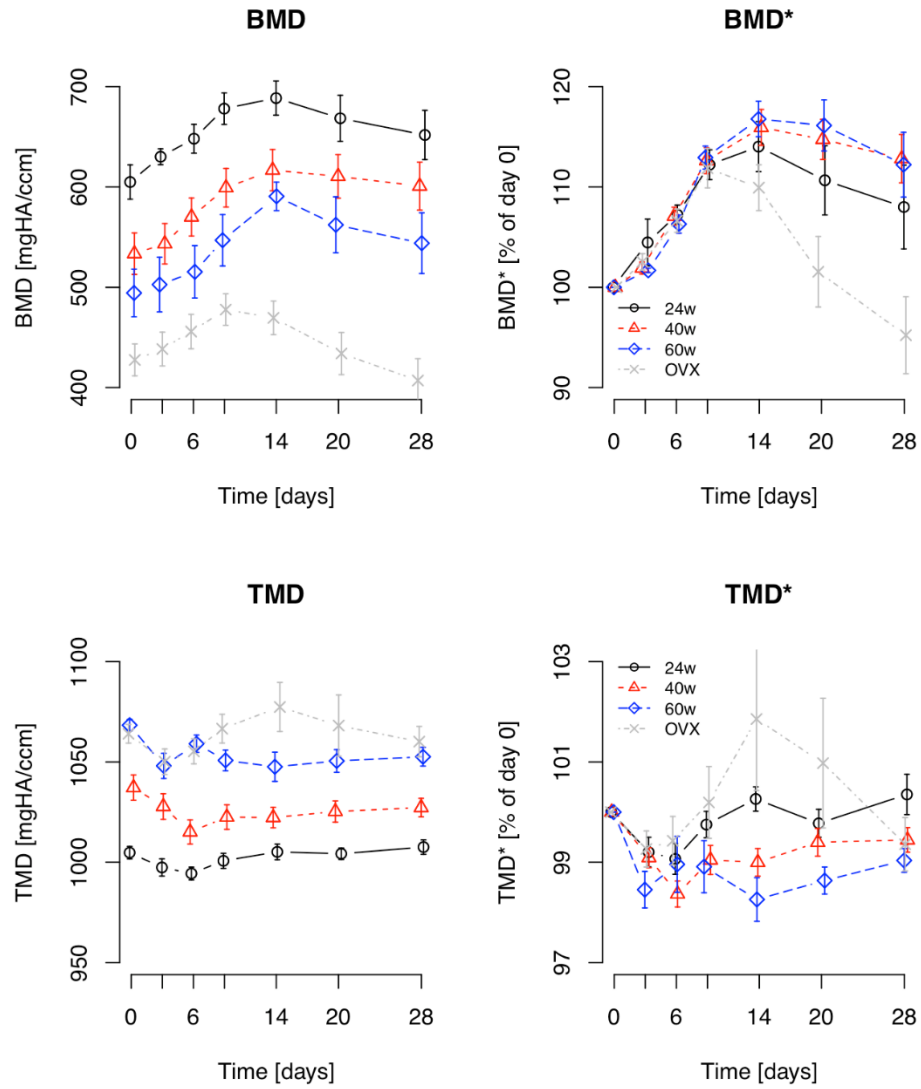 BMD
BMD*
BMD [mgHA/ccm]
700
600
500
400
0
6
14
20
28
Time [days]
BMD* [% of day 0]
120
110
100
90
24w
40w
60w
OVX
0
6
14
20
28
Time [days]
TMD
TMD*
TMD [mgHA/ccm]
1100
1050
1000
950
0
6
14
20
28
Time [days]
TMD* [% of day 0]
103
100
99
97
24w
40w
60w
OVX
0
6
14
20
28
Time [days]